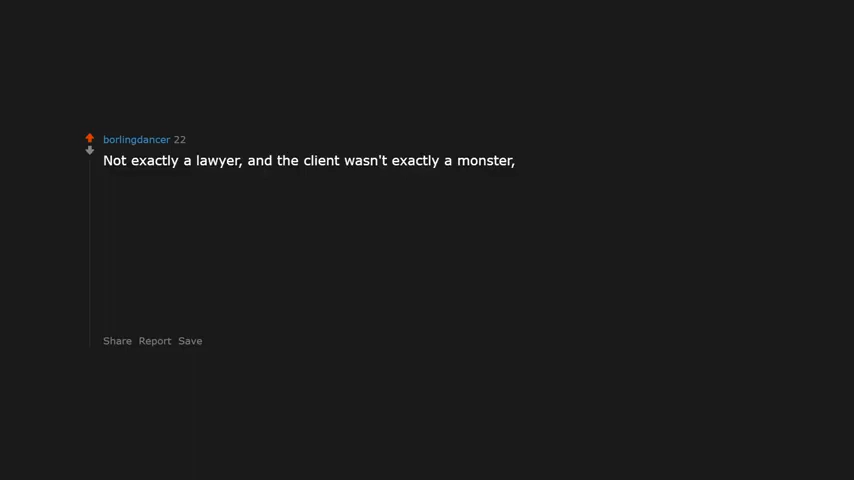 borlingdancer 22
Not exactly a lawyer, and the client wasn't exactly a monster,
Share Report Save